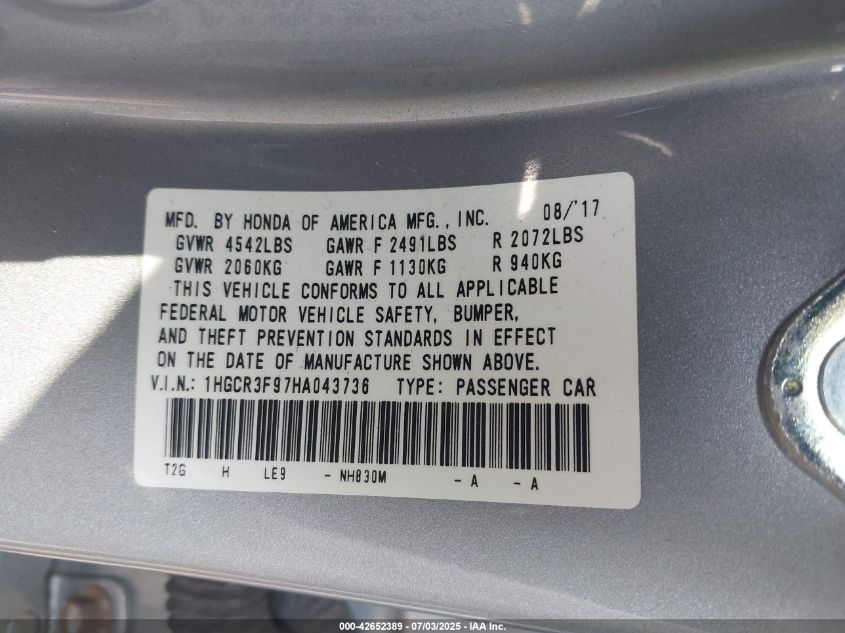 MFD. BY HONDA OF AMERICA MFG., INC. 08/'17
GVWR 4542LBS GAWR F 2491LBS R 2072LBS
GVWR 2060KG GAWR F 1130KG R 940KG
THIS VEHICLE CONFORMS TO ALL APPLICABLE
FEDERAL MOTOR VEHICLE SAFETY, BUMPER,
AND THEFT PREVENTION STANDARDS IN EFFECT
ON THE DATE OF MANUFACTURE SHOWN ABOVE.
V.I.N.: 1HGCR3F97HA043736 TYPE: PASSENGER CAR
T2G H LE9 - NH830M - A - A
000-42652389 - 07/03/2025 - IAA Inc.